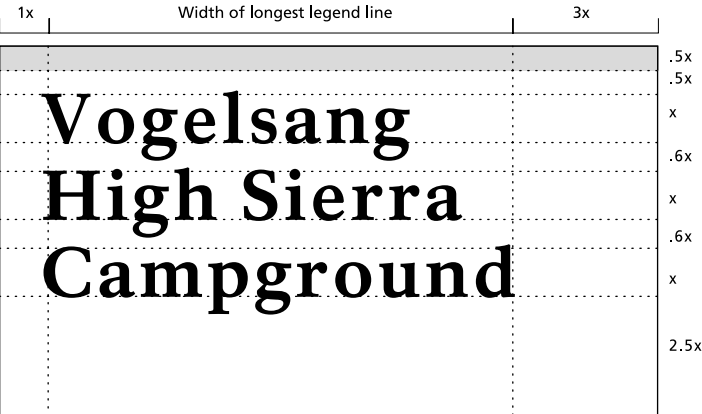 1x Width of longest legend line 3x
.5x
.5x
Vogelsang x
.6x
High Sierra x
.6x
Campground x
2.5x